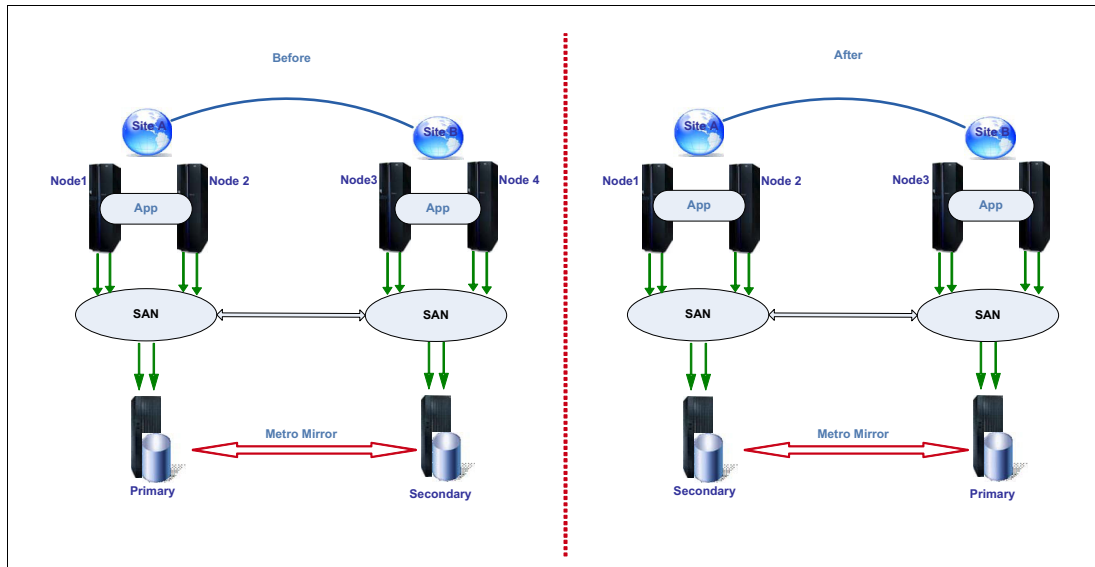 Before
Site A
Site B
Node1
Node 2
Node3
Node 4
App
App
SAN
SAN
Metro Mirror
Primary
Secondary
After
Site A
Site B
Node1
Node 2
Node3
App
App
SAN
SAN
Metro Mirror
Secondary
Primary